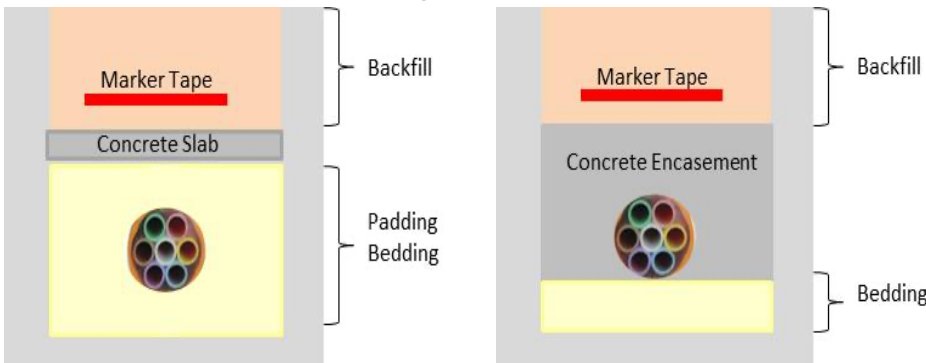 Marker Tape
Backfill
Concrete Slab
Padding
Bedding
Marker Tape
Backfill
Concrete Encasement
Bedding